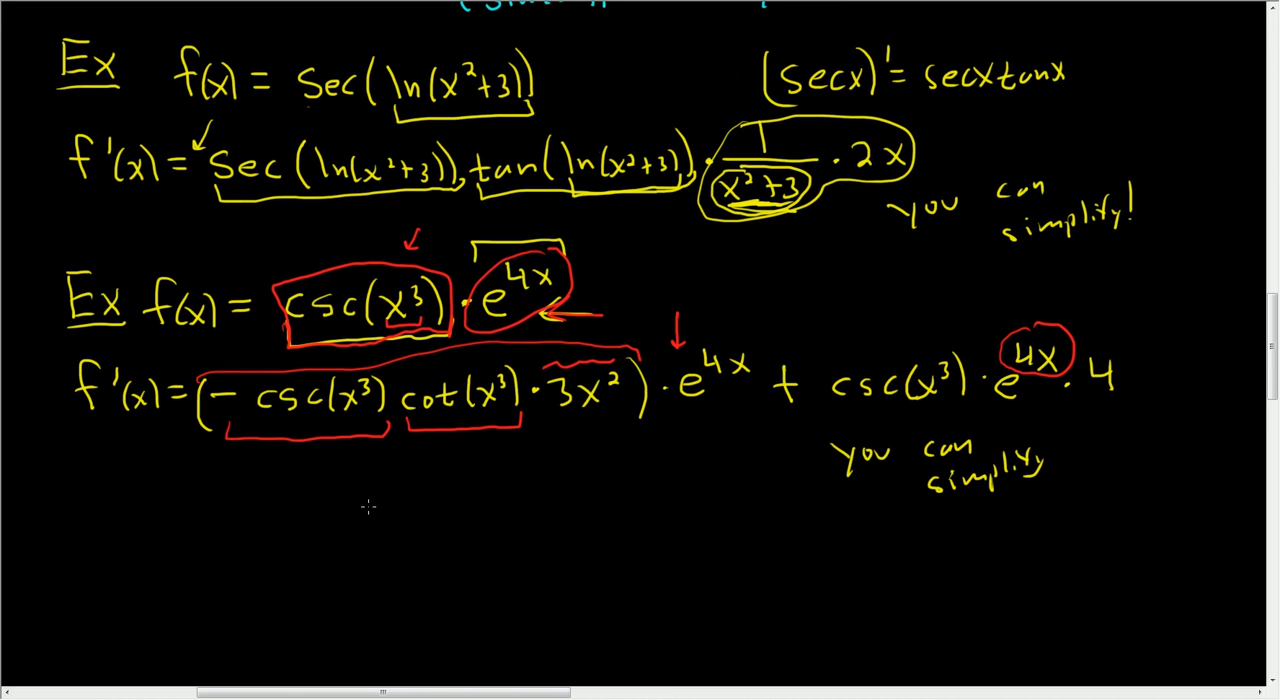 Ex f(x) = sec(ln(x²+3)) (secx)' = secxtanx
f'(x) = sec(ln(x²+3)) tan(ln(x²+3)) · 1/(x²+3) · 2x
you can
simplify!
Ex f(x) = csc(x³) · e^{4x}
f'(x) = (- csc(x³) cot(x³) · 3x²) · e^{4x} + csc(x³) · e^{4x} · 4
you can
simplify